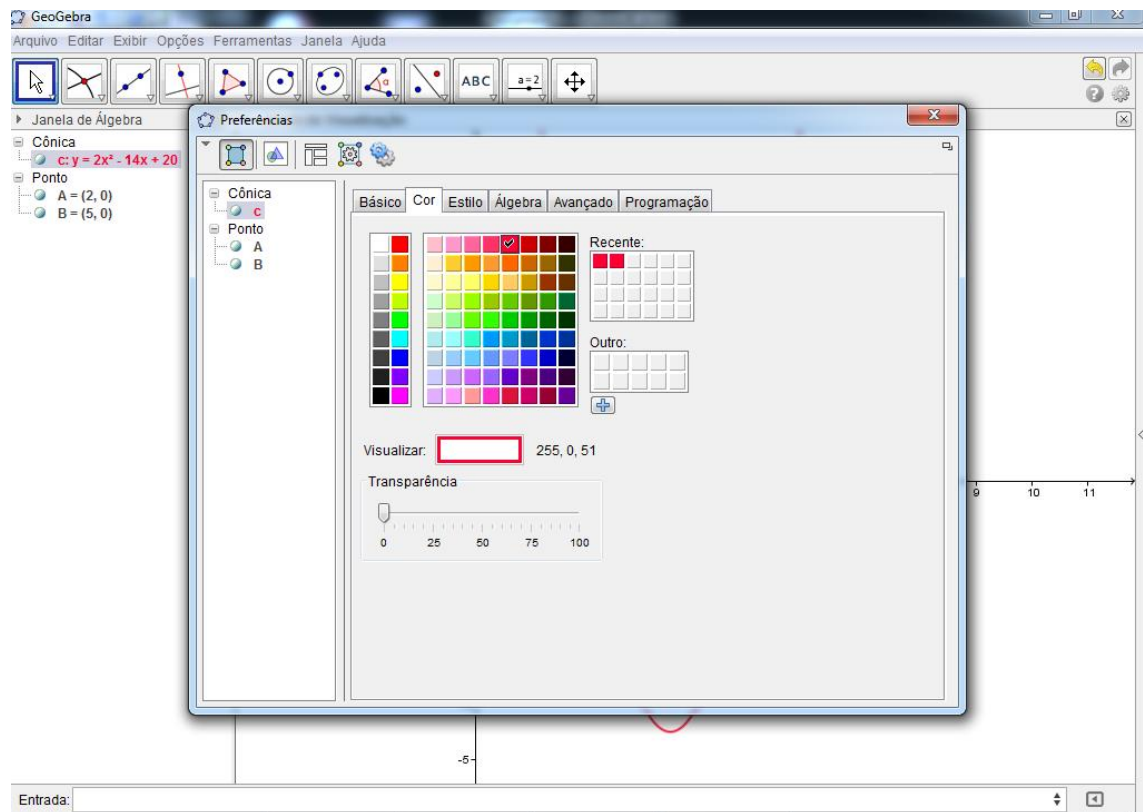 GeoGebra
Arquivo Editar Exibir Opções Ferramentas Janela Ajuda
ABC
a=2
Janela de Álgebra
Cônica
c: y = 2x² - 14x + 20
Ponto
A = (2, 0)
B = (5, 0)
Preferências
Cônica
c
Ponto
A
B
Básico Cor Estilo Álgebra Avançado Programação
Recente:
Outro:
Visualizar: 255, 0, 51
Transparência
0 25 50 75 100
9 10 11
-5
Entrada: